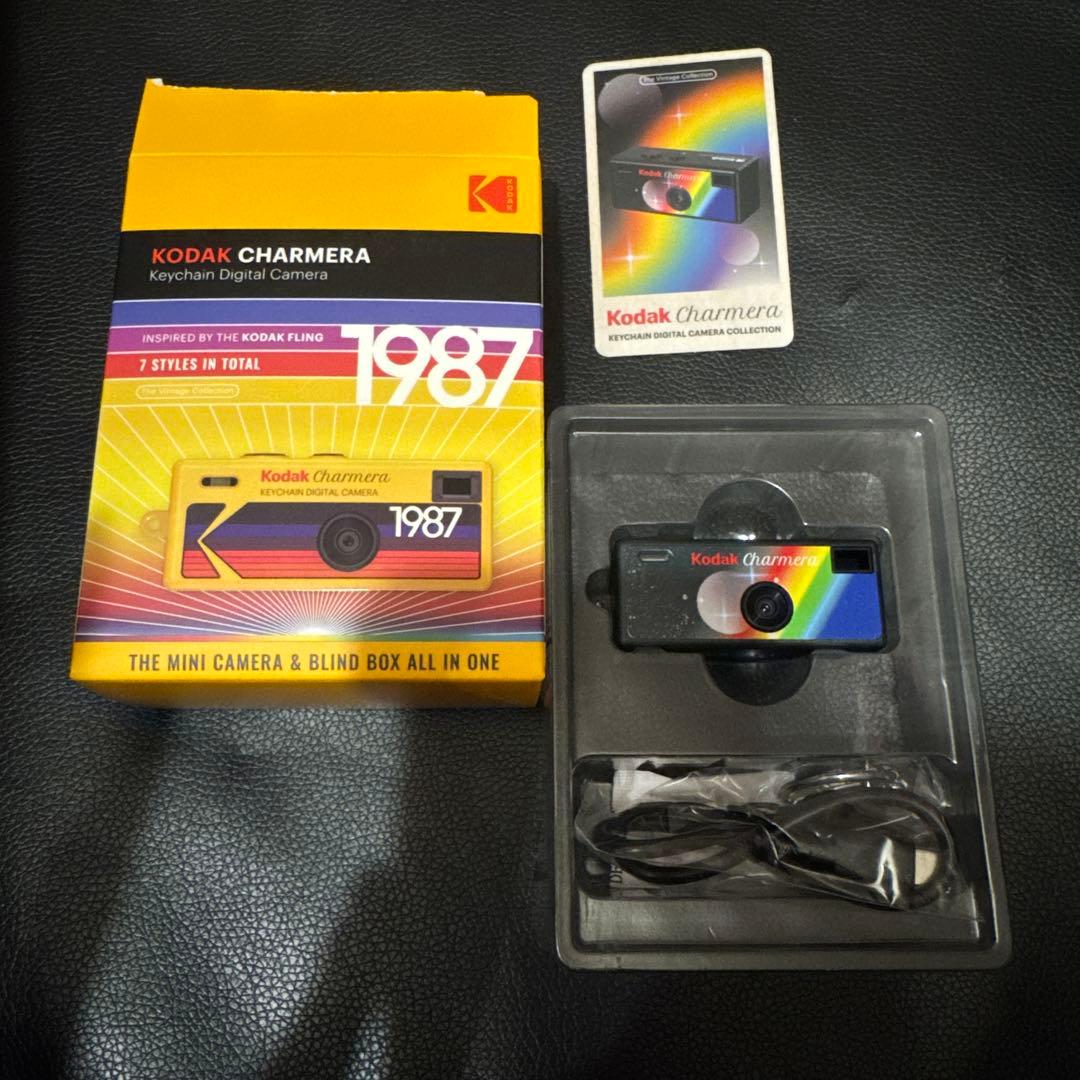 KODAK
KODAK CHARMERA
Keychain Digital Camera
INSPIRED BY THE KODAK FLING
1987
7 STYLES IN TOTAL
The Vintage Collection
Kodak Charmera
KEYCHAIN DIGITAL CAMERA
1987
THE MINI CAMERA & BLIND BOX ALL IN ONE
The Vintage Collection
Kodak Charmera
Kodak Charmera
KEYCHAIN DIGITAL CAMERA COLLECTION
Kodak Charmera